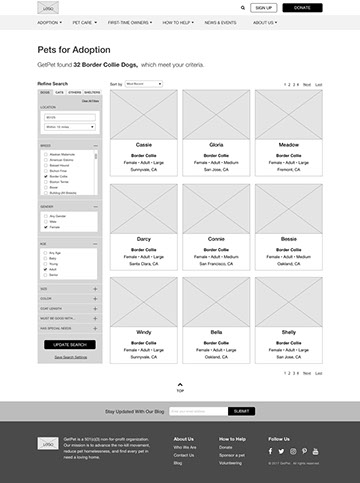 SIGN UP
DONATE
ADOPTION
PET CARE
FIRST-TIME OWNERS
HOW TO HELP
NEWS & EVENTS
ABOUT US
Pets for Adoption
GetPet found 32 Border Collie Dogs, which meet your criteria.
Refine Search
Sort by
Most Recent
1 2 3 4 Next Last
DOGS
CATS
OTHERS
SHELTERS
Clear All Filters
LOCATION
Within 10 miles
BREED
Alaskan Malamute
American Eskimo
Basset Hound
Bichon Frise
Border Collie
Boston Terrier
Boxer
GENDER
Any Gender
Male
Female
AGE
Any Age
Baby
Young
Adult
Senior
SIZE
COLOR
COAT LENGTH
MUST BE GOOD WITH...
HAS SPECIAL NEEDS
UPDATE SEARCH
Save Search Settings
Cassie
Border Collie
Female • Adult • Large
Sunnyvale, CA
Gloria
Border Collie
Female • Adult • Medium
San Jose, CA
Meadow
Border Collie
Female • Adult • Large
Fremont, CA
Darcy
Border Collie
Female • Adult • Large
Santa Clara, CA
Connie
Border Collie
Female • Adult • Medium
San Francisco, CA
Bessie
Border Collie
Female • Adult • Medium
Oakland, CA
Windy
Border Collie
Female • Adult • Large
Sunnyvale, CA
Bella
Border Collie
Female • Adult • Large
Oakland, CA
Shelly
Border Collie
Female • Adult • Large
San Jose, CA
1 2 3 4 Next Last
TOP
Stay Updated With Our Blog
SUBMIT
GetPet is a 501(c)(3) non-for-profit organization.
Our mission is to advance the no-kill movement,
reduce pet homelessness, and find every pet in
need a loving home.
About Us
Who We Are
Contact Us
Blog
How to Help
Donate
Sponsor a pet
Volunteering
Follow Us
© 2017 GetPet. All rights reserved.